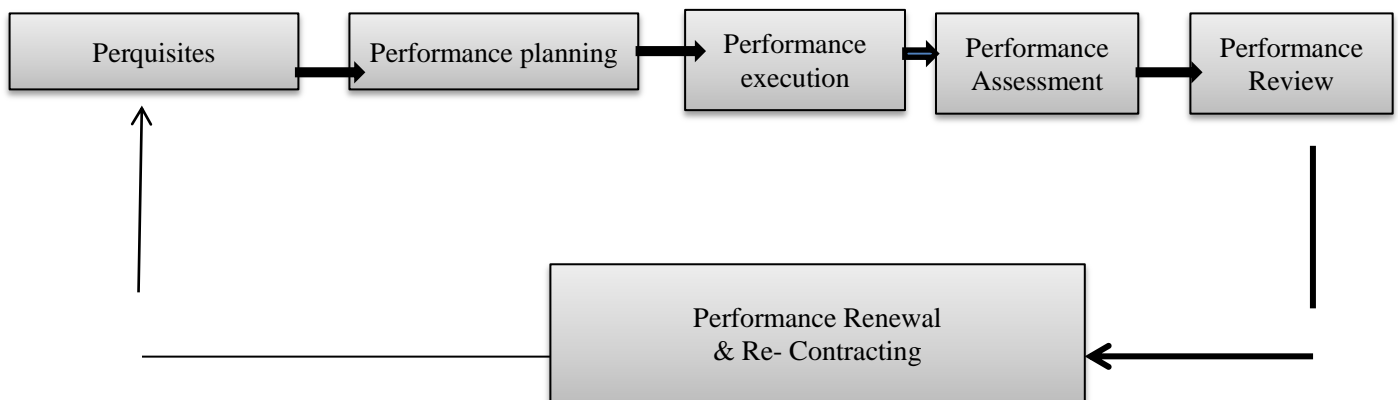 Perquisites
Performance planning
Performance
execution
Performance
Assessment
Performance
Review
Performance Renewal
& Re- Contracting